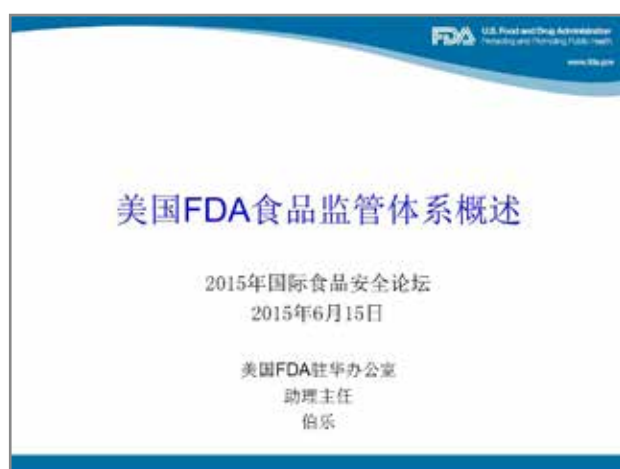 FDA
U.S. Food and Drug Administration
Protecting and Promoting Public Health
www.fda.gov
美国FDA食品监管体系概述
2015年国际食品安全论坛
2015年6月15日
美国FDA驻华办公室
助理主任
伯乐